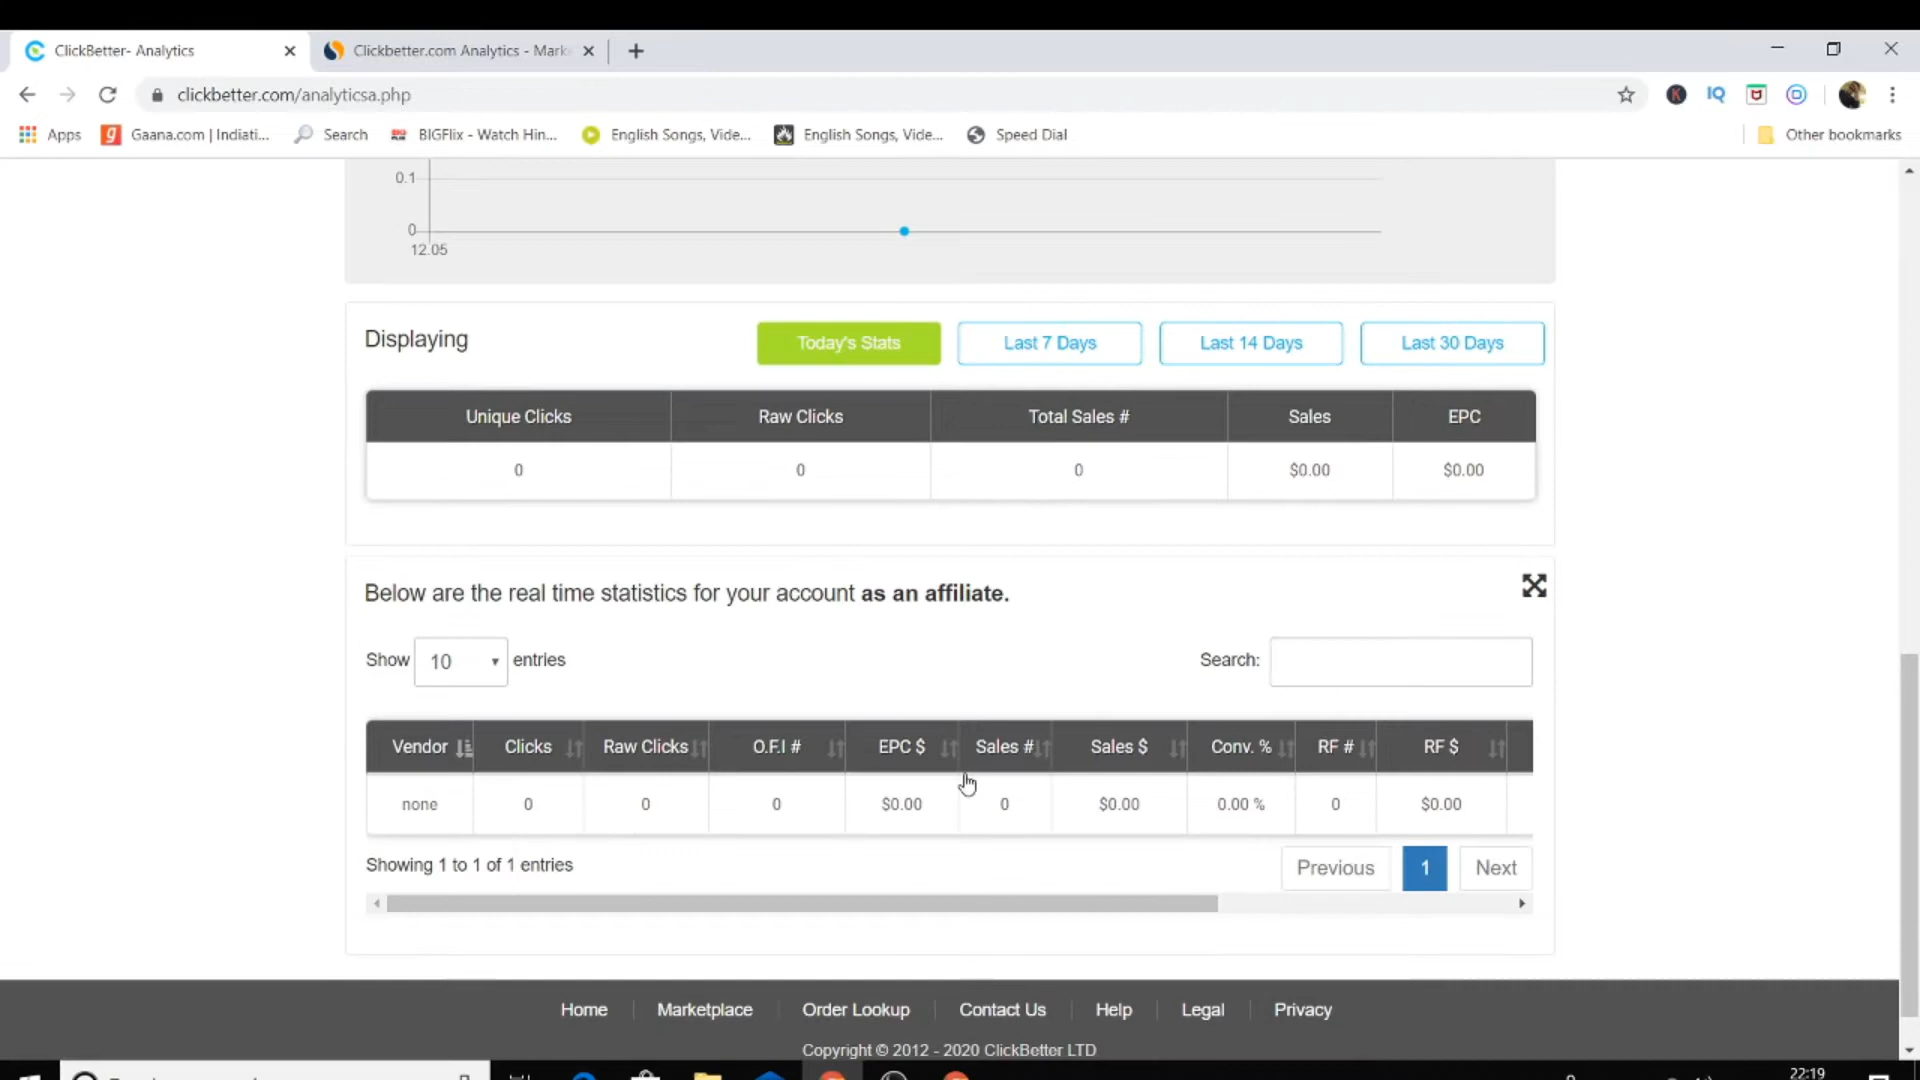 ClickBetter- Analytics
Clickbetter.com Analytics - Mark
clickbetter.com/analyticsa.php
IQ
Apps
Gaana.com | Indiati...
Search
BIGFlix - Watch Hin...
English Songs, Vide...
English Songs, Vide...
Speed Dial
Other bookmarks
0.1
0
12.05
Displaying
Today's Stats
Last 7 Days
Last 14 Days
Last 30 Days
Unique Clicks Raw Clicks Total Sales # Sales EPC
0 0 0 $0.00 $0.00
Below are the real time statistics for your account as an affiliate.
Show 10 entries
Search:
Vendor Clicks Raw Clicks O.F.I # EPC $ Sales # Sales $ Conv. % RF # RF $
none 0 0 0 $0.00 0 $0.00 0.00 % 0 $0.00
Showing 1 to 1 of 1 entries
Previous 1 Next
Home Marketplace Order Lookup Contact Us Help Legal Privacy
Copyright © 2012 - 2020 ClickBetter LTD
22:19